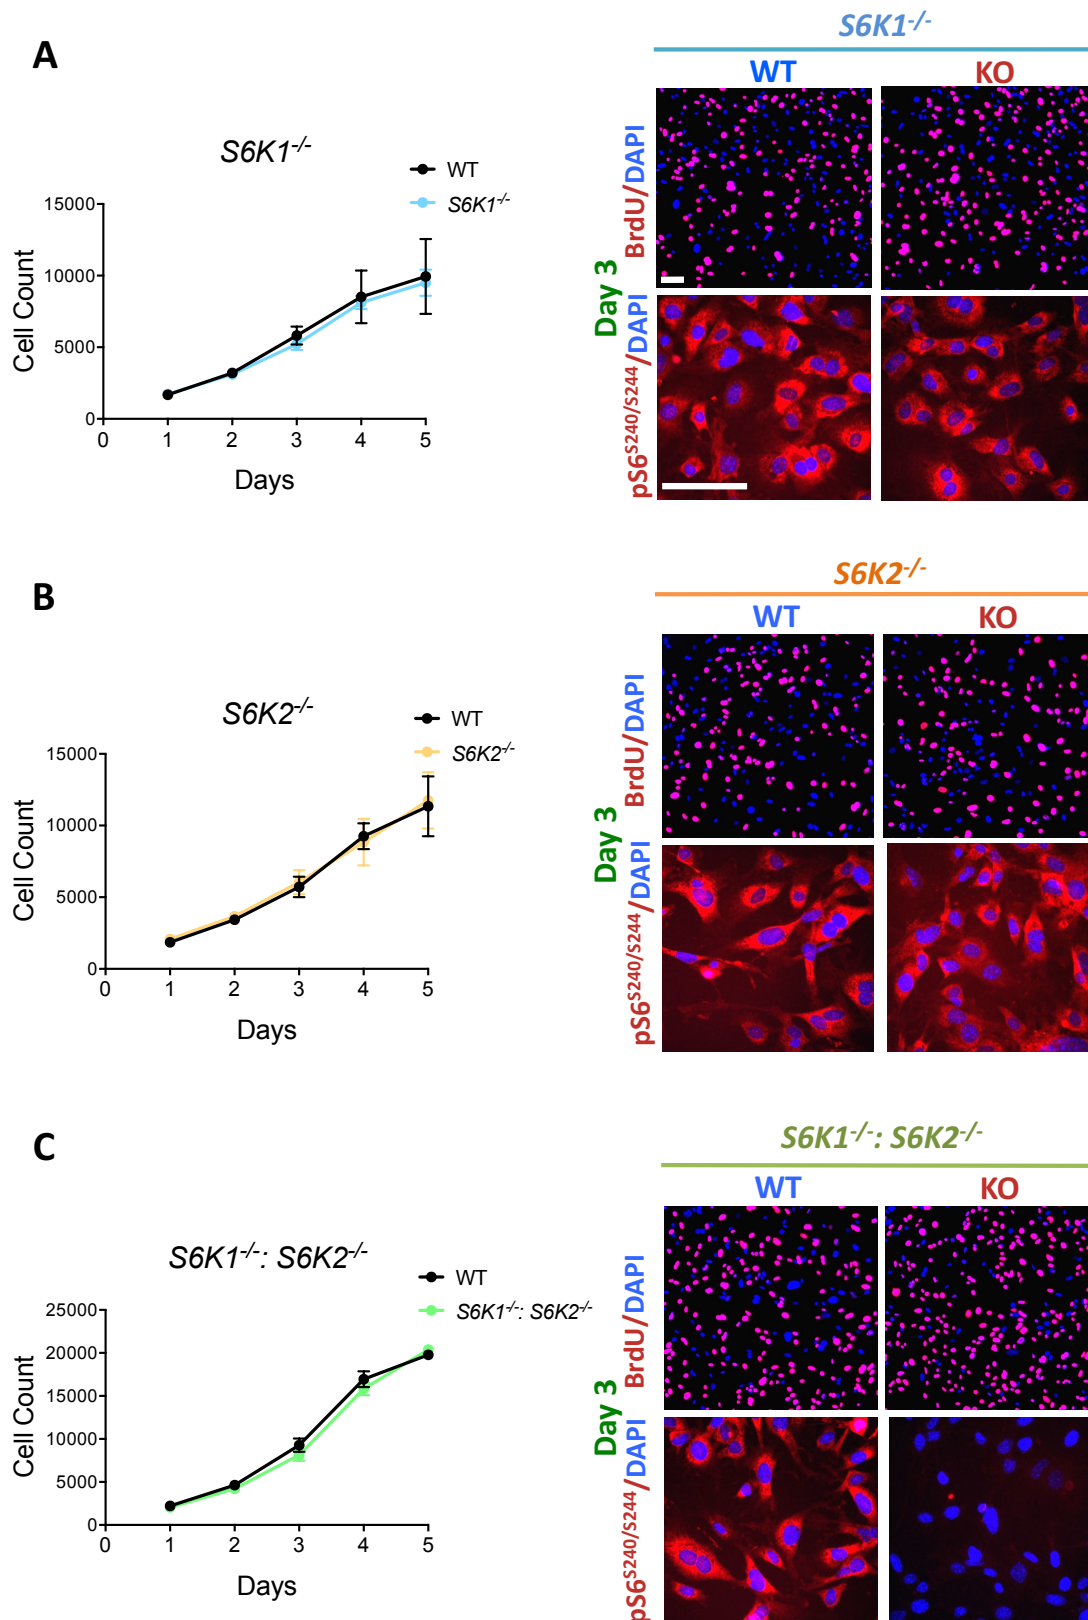 A
S6K1-/-
WT
S6K1-/-
15000
10000
5000
0
Cell Count
0 1 2 3 4 5
Days
S6K1-/-
WT KO
Day 3
BrdU/DAPI
pS6S240/S244/DAPI
B
S6K2-/-
WT
S6K2-/-
15000
10000
5000
0
Cell Count
0 1 2 3 4 5
Days
S6K2-/-
WT KO
Day 3
BrdU/DAPI
pS6S240/S244/DAPI
C
S6K1-/-: S6K2-/-
WT
S6K1-/-: S6K2-/-
25000
20000
15000
10000
5000
0
Cell Count
0 1 2 3 4 5
Days
S6K1-/-: S6K2-/-
WT KO
Day 3
BrdU/DAPI
pS6S240/S244/DAPI